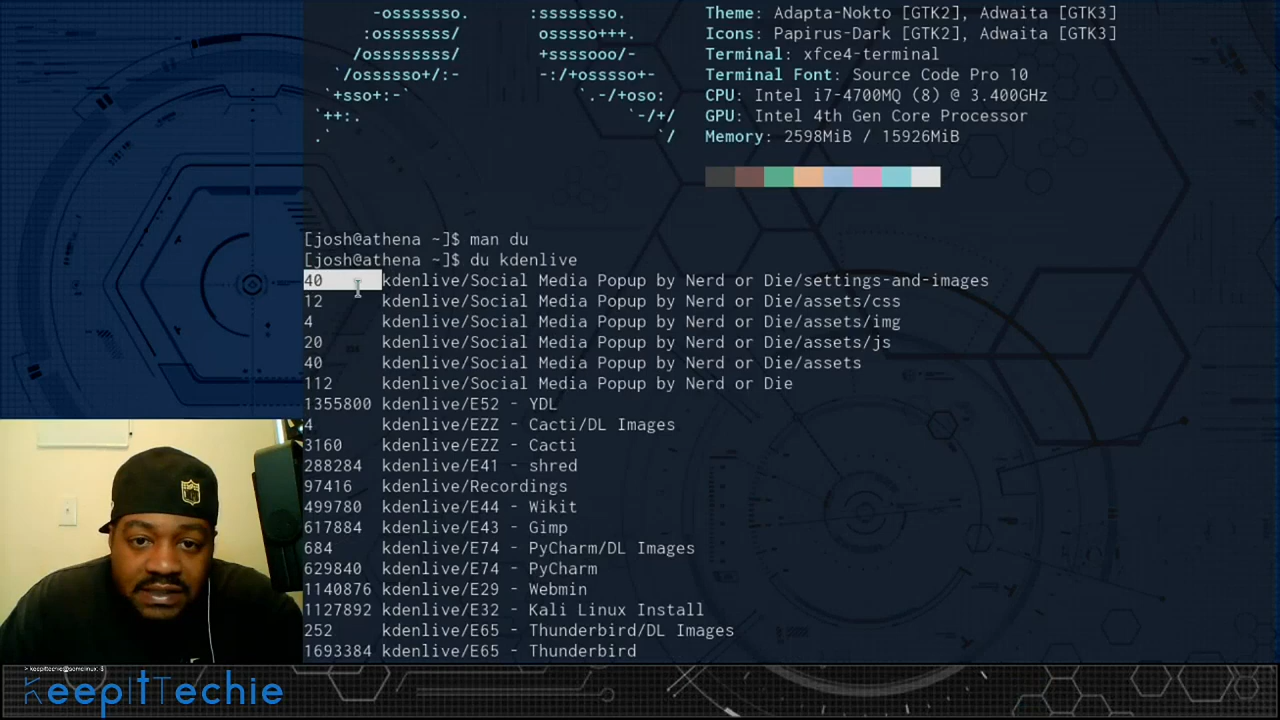 -ossssssso. :ssssssso. Theme: Adapta-Nokto [GTK2], Adwaita [GTK3]
:osssssss/ osssso+++. Icons: Papirus-Dark [GTK2], Adwaita [GTK3]
/ossssssss/ +ssssooo/- Terminal: xfce4-terminal
`/ossssso+/:- -:/+osssso+- Terminal Font: Source Code Pro 10
`+sso+:-` `.-/+oso: CPU: Intel i7-4700MQ (8) @ 3.400GHz
`++:. `-/+/ GPU: Intel 4th Gen Core Processor
.` `/ Memory: 2598MiB / 15926MiB
[josh@athena ~]$ man du
[josh@athena ~]$ du kdenlive
40 kdenlive/Social Media Popup by Nerd or Die/settings-and-images
12 kdenlive/Social Media Popup by Nerd or Die/assets/css
4 kdenlive/Social Media Popup by Nerd or Die/assets/img
20 kdenlive/Social Media Popup by Nerd or Die/assets/js
40 kdenlive/Social Media Popup by Nerd or Die/assets
112 kdenlive/Social Media Popup by Nerd or Die
1355800 kdenlive/E52 - YDL
4 kdenlive/EZZ - Cacti/DL Images
3160 kdenlive/EZZ - Cacti
288284 kdenlive/E41 - shred
97416 kdenlive/Recordings
499780 kdenlive/E44 - Wikit
617884 kdenlive/E43 - Gimp
684 kdenlive/E74 - PyCharm/DL Images
629840 kdenlive/E74 - PyCharm
1140876 kdenlive/E29 - Webmin
1127892 kdenlive/E32 - Kali Linux Install
252 kdenlive/E65 - Thunderbird/DL Images
1693384 kdenlive/E65 - Thunderbird
NFL
KeepItTechie